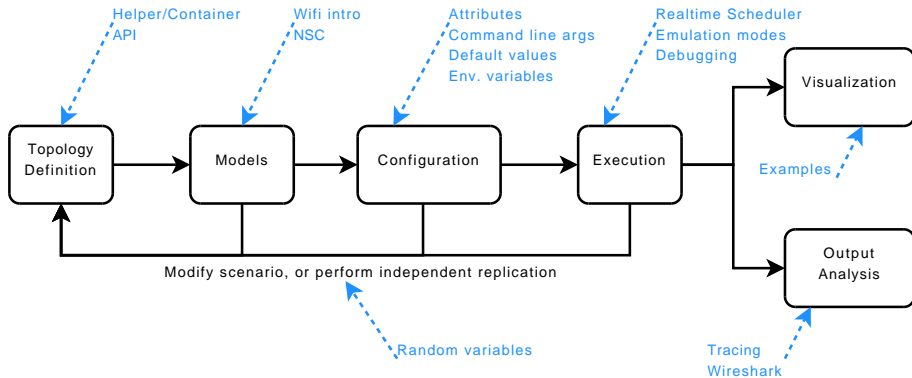 Helper/Container
API
Wifi intro
NSC
Attributes
Command line args
Default values
Env. variables
Realtime Scheduler
Emulation modes
Debugging
Topology
Definition
Models
Configuration
Execution
Visualization
Examples
Output
Analysis
Modify scenario, or perform independent replication
Random variables
Tracing
Wireshark